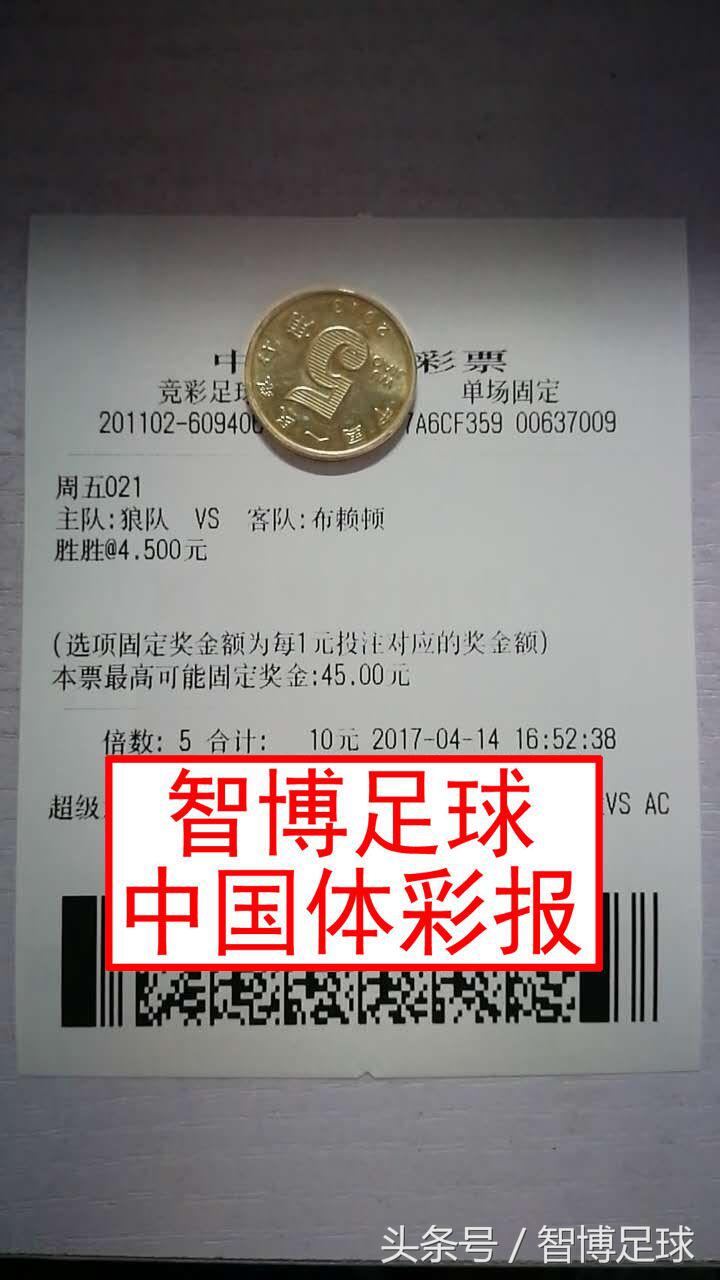 中 彩票
竞彩足球 单场固定
201102-60940 7A6CF359 00637009
周五021
主队:狼队 VS 客队:布赖顿
胜胜@4.500元
(选项固定奖金额为每1元投注对应的奖金额)
本票最高可能固定奖金:45.00元
倍数: 5 合计: 10元 2017-04-14 16:52:38
超级 VS AC
智博足球
中国体彩报
头条号 / 智博足球